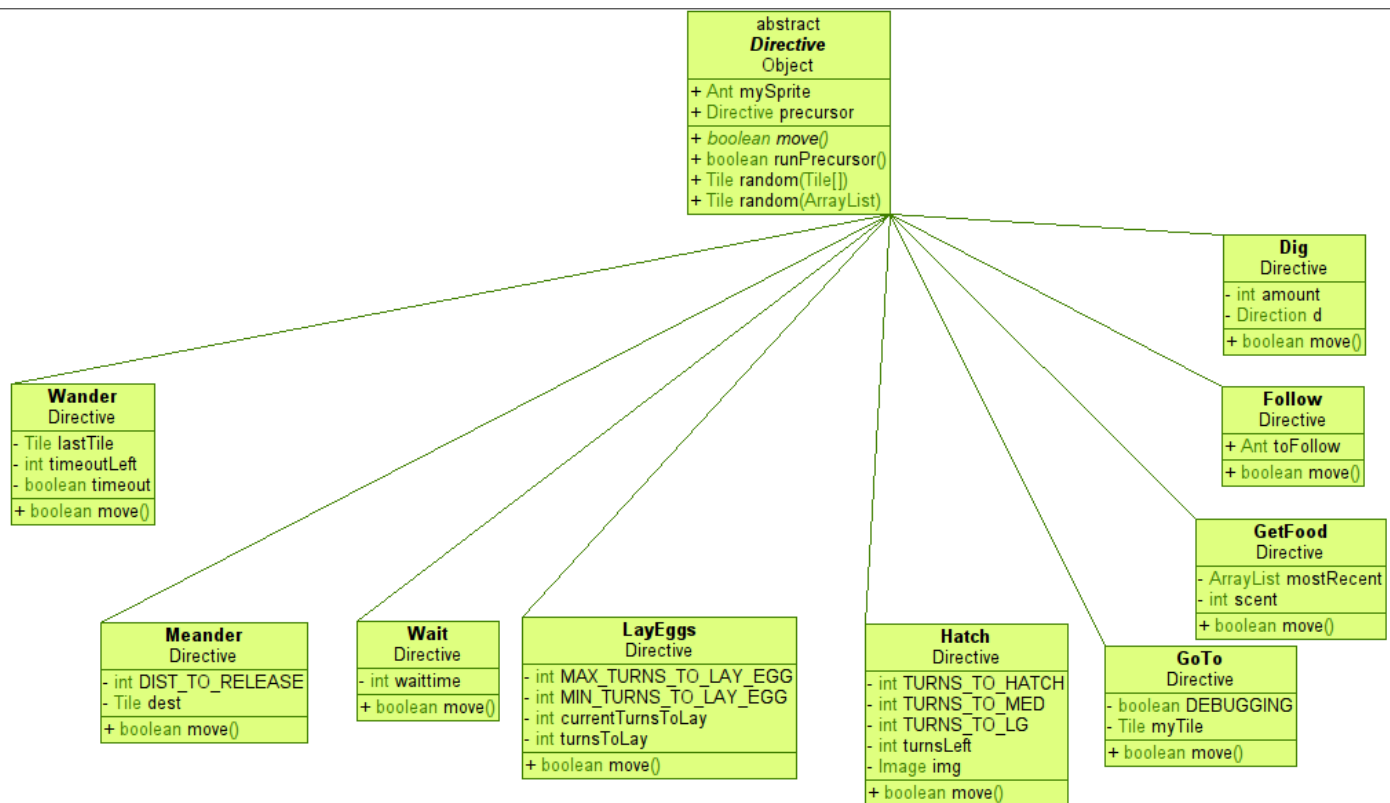 abstract
Directive
Object
+ Ant mySprite
+ Directive precursor
+ boolean move()
+ boolean runPrecursor()
+ Tile random(Tile[])
+ Tile random(ArrayList)
Dig
Directive
- int amount
- Direction d
+ boolean move()
Wander
Directive
- Tile lastTile
- int timeoutLeft
- boolean timeout
+ boolean move()
Follow
Directive
+ Ant toFollow
+ boolean move()
GetFood
Directive
- ArrayList mostRecent
- int scent
+ boolean move()
Meander
Directive
- int DIST_TO_RELEASE
- Tile dest
+ boolean move()
Wait
Directive
- int waittime
+ boolean move()
LayEggs
Directive
- int MAX_TURNS_TO_LAY_EGG
- int MIN_TURNS_TO_LAY_EGG
- int currentTurnsToLay
- int turnsToLay
+ boolean move()
Hatch
Directive
- int TURNS_TO_HATCH
- int TURNS_TO_MED
- int TURNS_TO_LG
- int turnsLeft
- Image img
+ boolean move()
GoTo
Directive
- boolean DEBUGGING
- Tile myTile
+ boolean move()